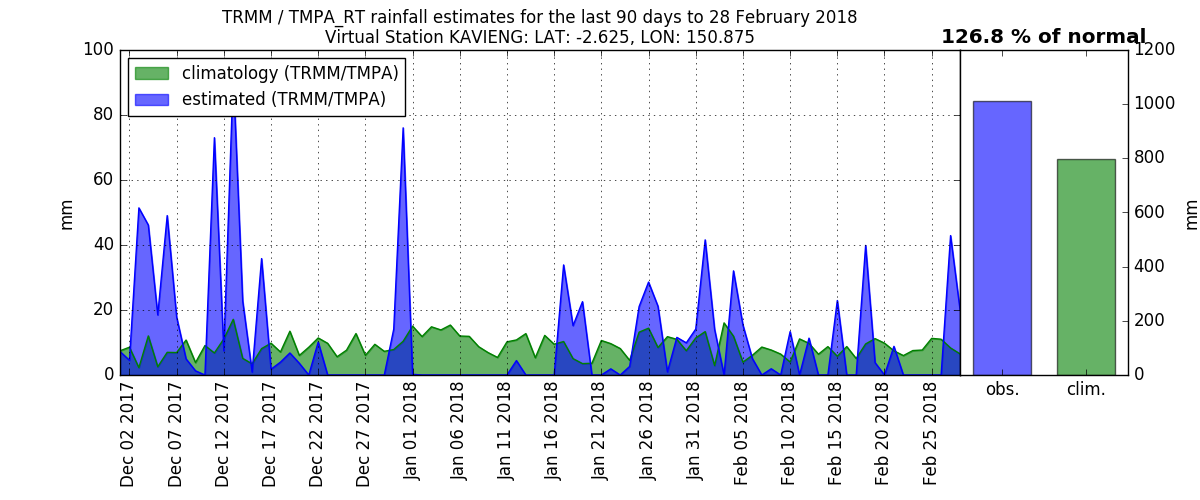 TRMM / TMPA_RT rainfall estimates for the last 90 days to 28 February 2018
Virtual Station KAVIENG: LAT: -2.625, LON: 150.875
126.8 % of normal
climatology (TRMM/TMPA)
estimated (TRMM/TMPA)
100
80
60
40
20
0
mm
1200
1000
800
600
400
200
0
mm
Dec 02 2017
Dec 07 2017
Dec 12 2017
Dec 17 2017
Dec 22 2017
Dec 27 2017
Jan 01 2018
Jan 06 2018
Jan 11 2018
Jan 16 2018
Jan 21 2018
Jan 26 2018
Jan 31 2018
Feb 05 2018
Feb 10 2018
Feb 15 2018
Feb 20 2018
Feb 25 2018
obs.
clim.